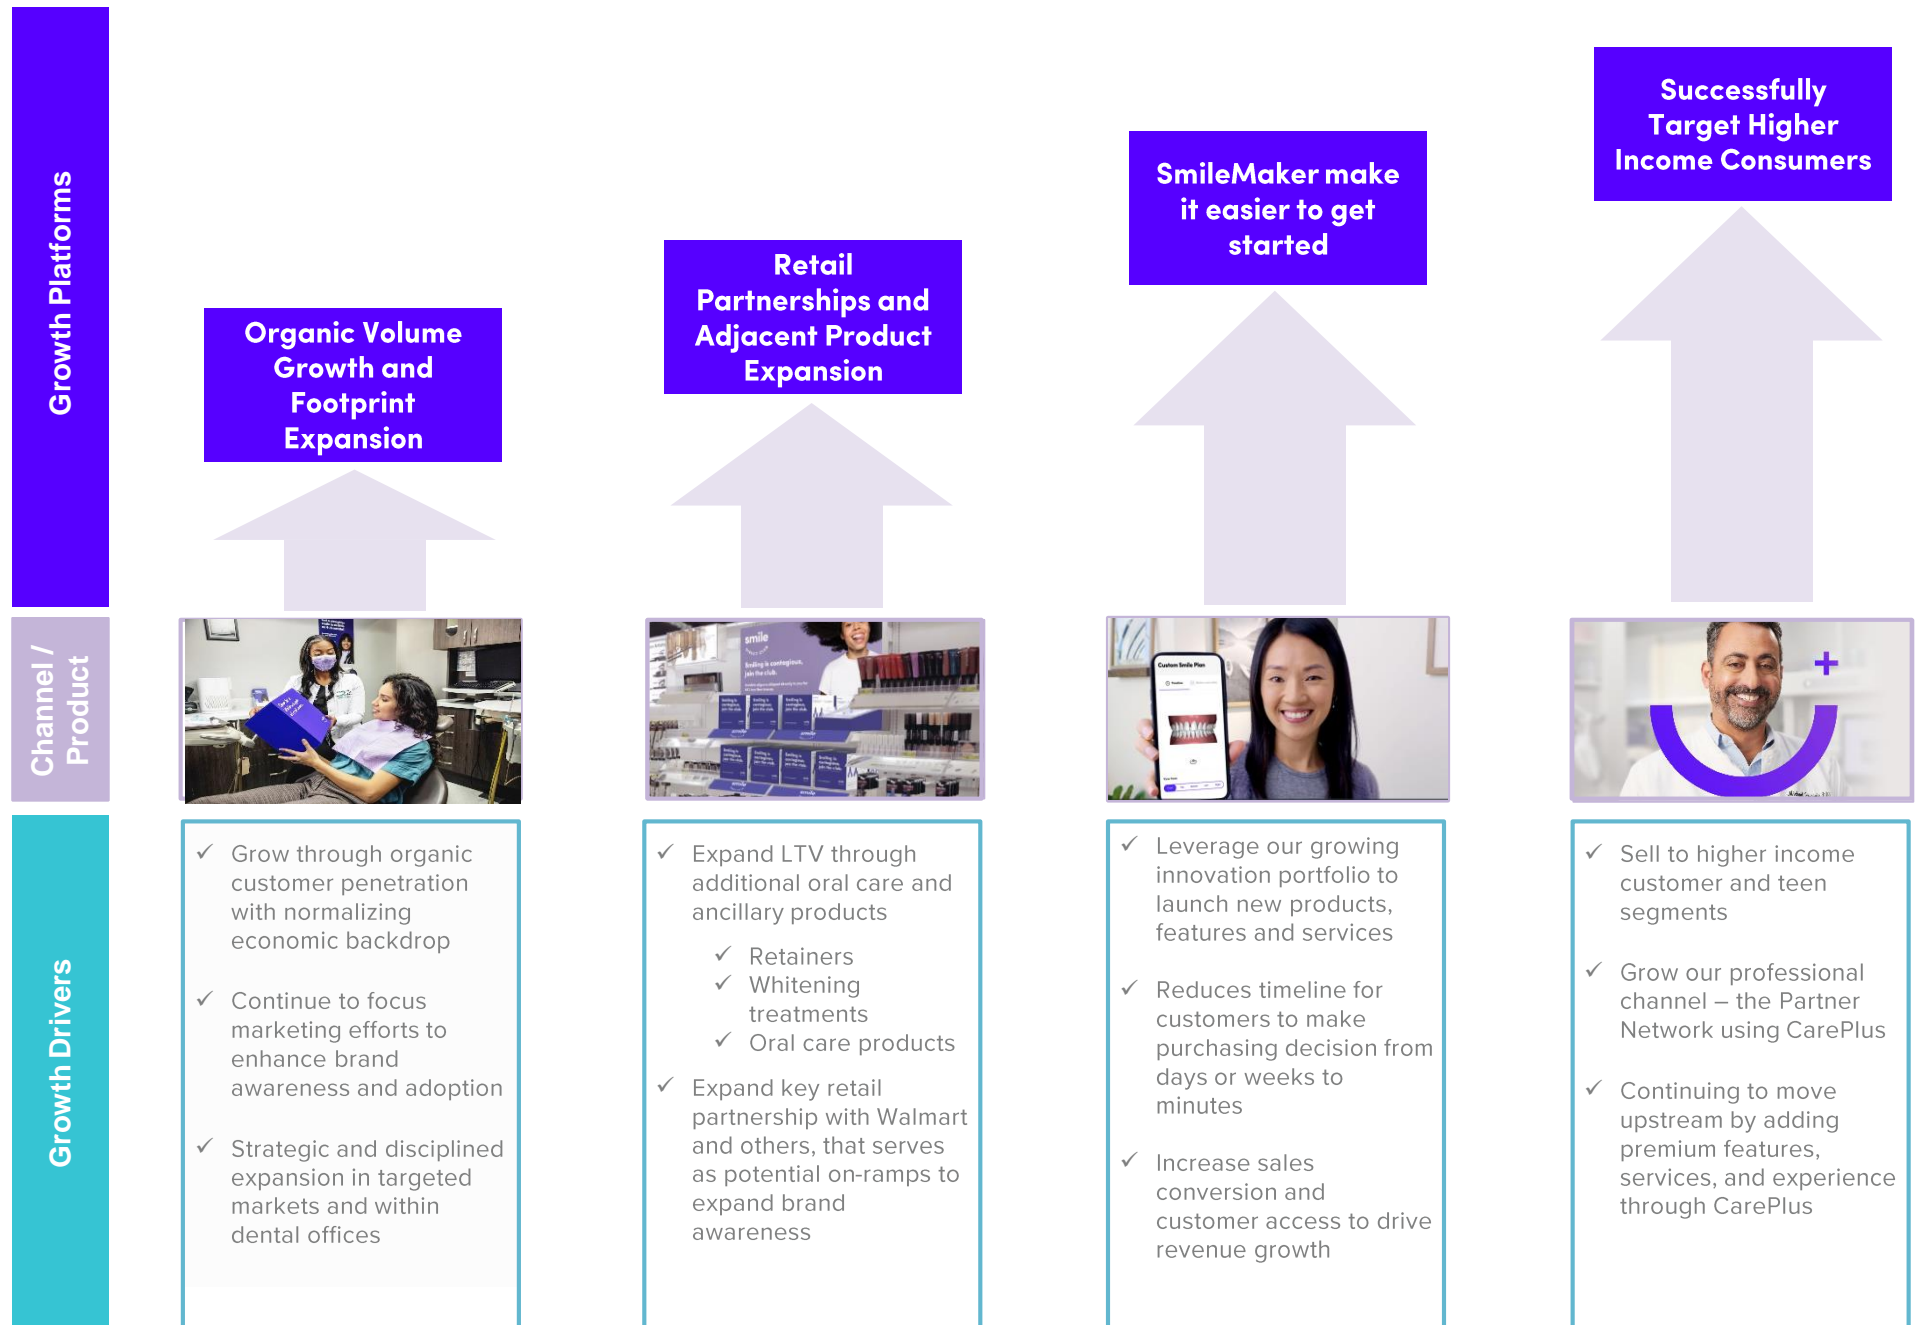 Growth Platforms
Organic Volume
Growth and
Footprint
Expansion
Retail
Partnerships and
Adjacent Product
Expansion
SmileMaker make
it easier to get
started
Successfully
Target Higher
Income Consumers
Channel /
Product
smile
Smiling is contagious,
join the club.
Custom Smile Plan
Growth Drivers
✓ Grow through organic
customer penetration
with normalizing
economic backdrop
✓ Continue to focus
marketing efforts to
enhance brand
awareness and adoption
✓ Strategic and disciplined
expansion in targeted
markets and within
dental offices
✓ Expand LTV through
additional oral care and
ancillary products
✓ Retainers
✓ Whitening
treatments
✓ Oral care products
✓ Expand key retail
partnership with Walmart
and others, that serves
as potential on-ramps to
expand brand
awareness
✓ Leverage our growing
innovation portfolio to
launch new products,
features and services
✓ Reduces timeline for
customers to make
purchasing decision from
days or weeks to
minutes
✓ Increase sales
conversion and
customer access to drive
revenue growth
✓ Sell to higher income
customer and teen
segments
✓ Grow our professional
channel – the Partner
Network using CarePlus
✓ Continuing to move
upstream by adding
premium features,
services, and experience
through CarePlus